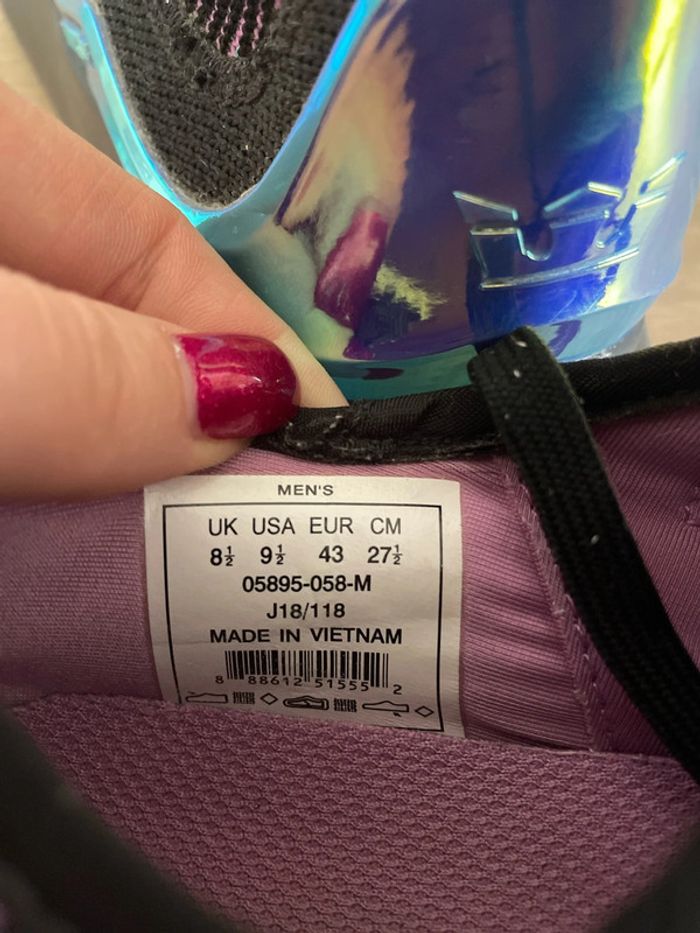 MEN'S
UK USA EUR CM
8½ 9½ 43 27½
05895-058-M
J18/118
MADE IN VIETNAM
8 88612 51555 2